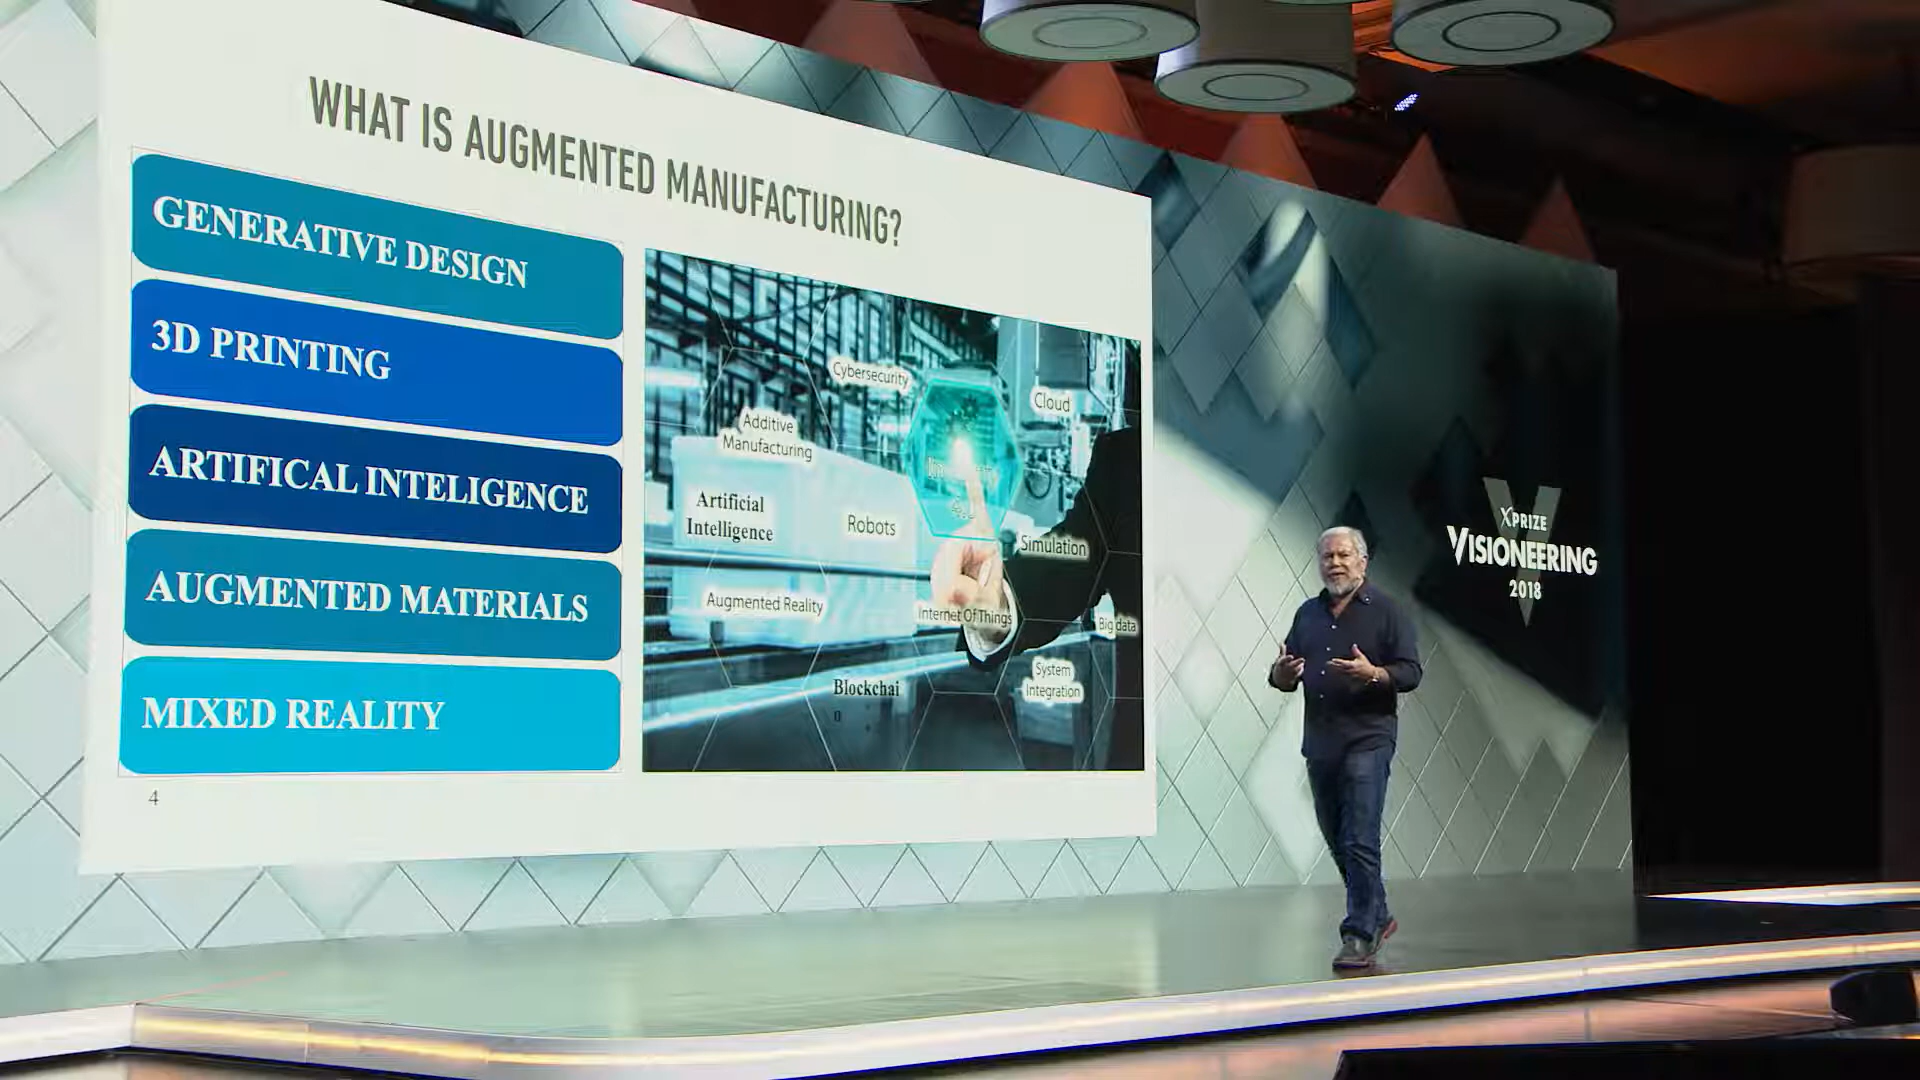 WHAT IS AUGMENTED MANUFACTURING?
GENERATIVE DESIGN
3D PRINTING
ARTIFICAL INTELIGENCE
AUGMENTED MATERIALS
MIXED REALITY
4
Cybersecurity
Cloud
Additive
Manufacturing
Artificial
Intelligence
Robots
Simulation
Augmented Reality
Internet Of Things
Big data
System
Integration
Blockchai
n
XPRIZE
VISIONEERING
2018